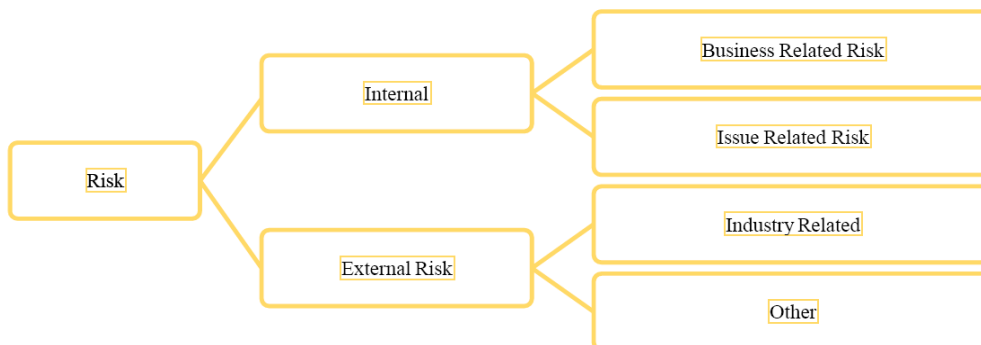 Risk
Internal
Business Related Risk
Issue Related Risk
External Risk
Industry Related
Other